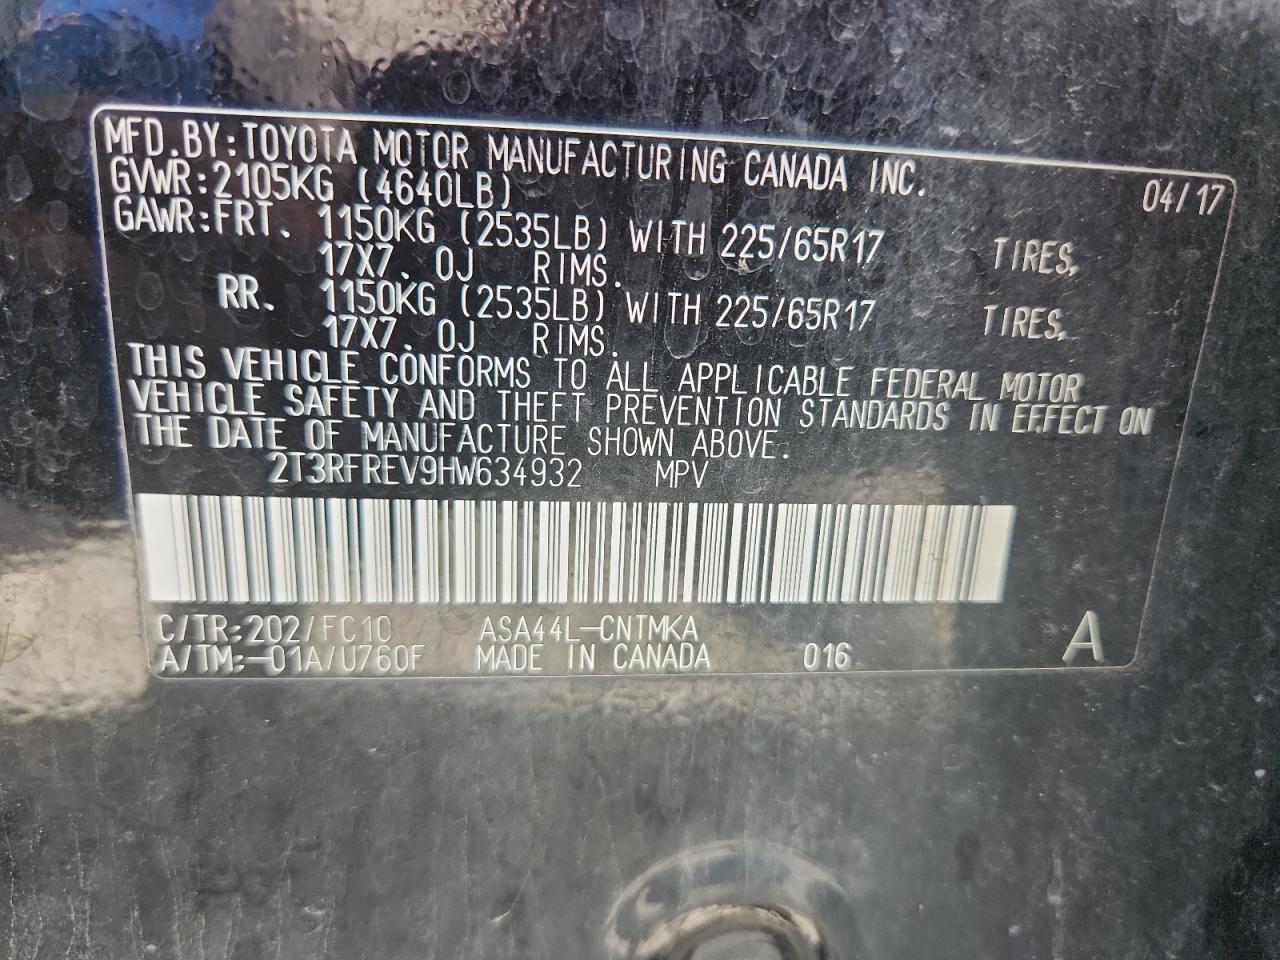 MFD.BY:TOYOTA MOTOR MANUFACTURING CANADA INC. 04/17
GVWR:2105KG (4640LB)
GAWR:FRT. 1150KG (2535LB) WITH 225/65R17 TIRES,
17X7. 0J RIMS.
RR. 1150KG (2535LB) WITH 225/65R17 TIRES,
17X7. 0J RIMS.
THIS VEHICLE CONFORMS TO ALL APPLICABLE FEDERAL MOTOR
VEHICLE SAFETY AND THEFT PREVENTION STANDARDS IN EFFECT ON
THE DATE OF MANUFACTURE SHOWN ABOVE.
2T3RFREV9HW634932 MPV
C/TR:202/FC10 ASA44L-CNTMKA A
A/TM:-01A/U760F MADE IN CANADA 016